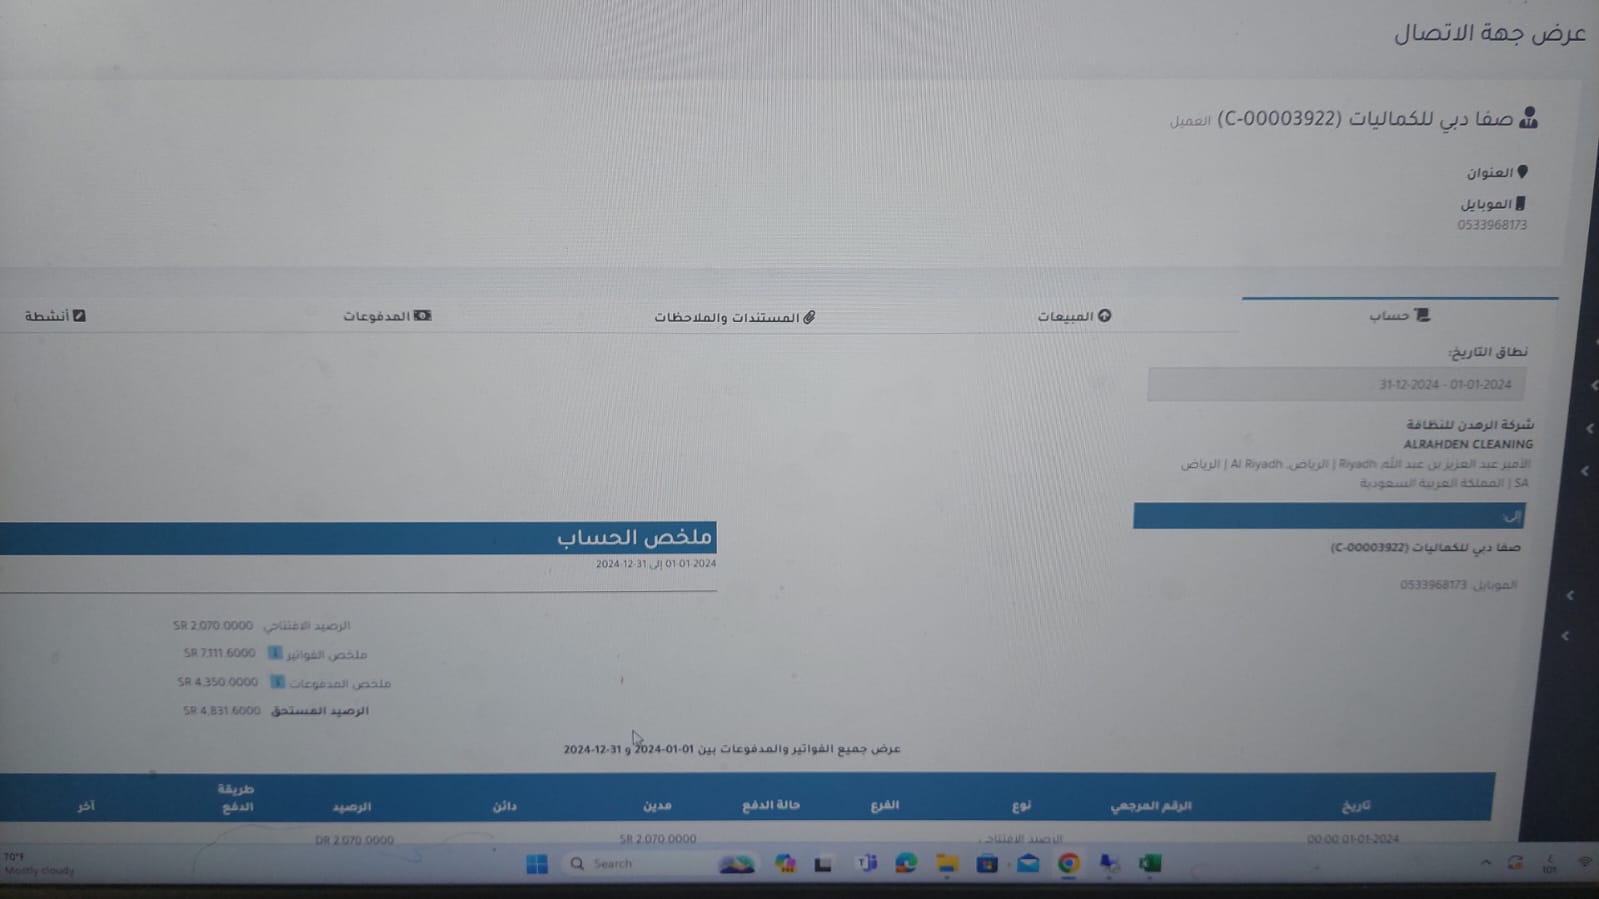 عرض جهة الاتصال
صفا دبي للكماليات (C-00003922) العميل
العنوان
الموبايل
0533968173
حساب
المبيعات
المستندات والملاحظات
المدفوعات
أنشطة
نطاق التاريخ:
31-12-2024 - 01-01-2024
شركة الرهدن للنظافة
ALRAHDEN CLEANING
الأمير عبد العزيز بن عبد الله, Riyadh | الرياض, Al Riyadh | الرياض
SA | المملكة العربية السعودية
إلى:
صفا دبي للكماليات (C-00003922)
الموبايل: 0533968173
ملخص الحساب
01-01-2024 إلى 31-12-2024
الرصيد الافتتاحي SR 2,070.0000
ملخص الفواتير SR 7,111.6000
ملخص المدفوعات SR 4,350.0000
الرصيد المستحق SR 4,831.6000
عرض جميع الفواتير والمدفوعات بين 01-01-2024 و 31-12-2024
تاريخ الرقم المرجعي نوع الفرع حالة الدفع مدين دائن الرصيد طريقة الدفع آخر
01-01-2024 00:00 الرصيد الافتتاحي SR 2,070.0000 DR 2,070.0000
70°F
Mostly cloudy
Search
ع
101